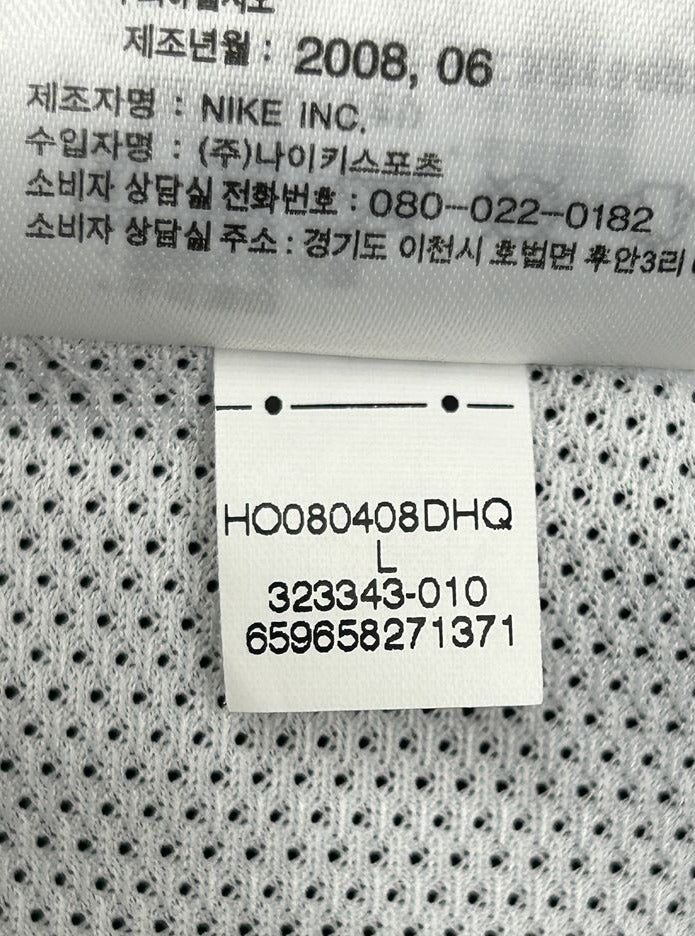 제조년월 : 2008, 06
제조자명 : NIKE INC.
수입자명 : (주)나이키스포츠
소비자 상담실 전화번호 : 080-022-0182
소비자 상담실 주소 : 경기도 이천시 호법면 후안3리
HO080408DHQ
L
323343-010
659658271371